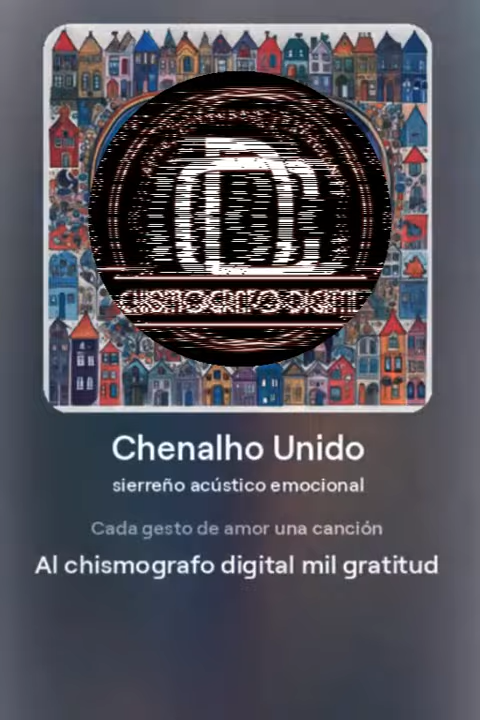 Chenalho Unido
sierreño acústico emocional
Cada gesto de amor una canción
Al chismografo digital mil gratitud